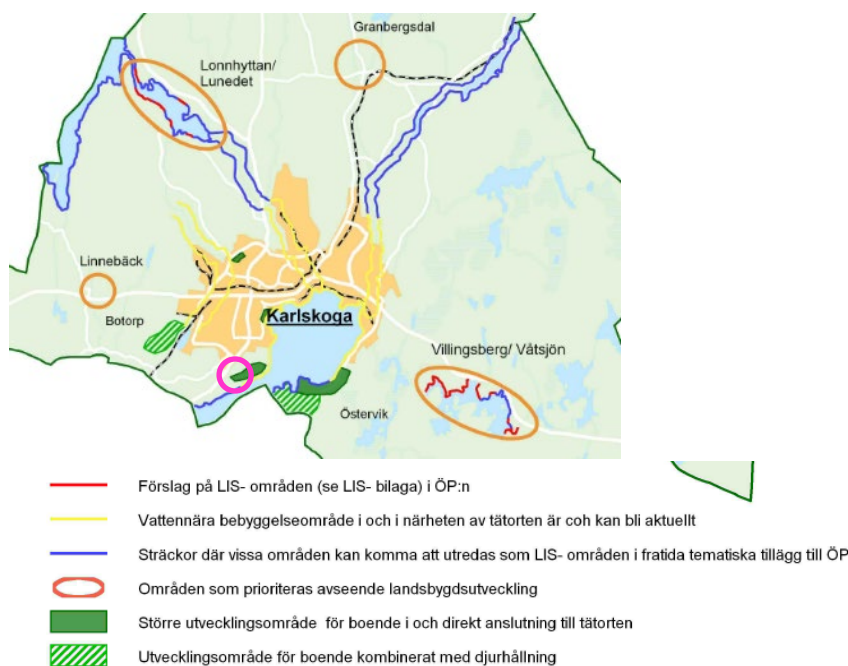 Granbergsdal
Lonnhyttan/
Lunedet
Linnebäck
Botorp
Karlskoga
Villingsberg/ Våtsjön
Östervik
Förslag på LIS- områden (se LIS- bilaga) i ÖP:n
Vattennära bebyggelseområde i och i närheten av tätorten är coh kan bli aktuellt
Sträckor där vissa områden kan komma att utredas som LIS- områden i fratida tematiska tillägg till ÖP
Områden som prioriteras avseende landsbygdsutveckling
Större utvecklingsområde för boende i och direkt anslutning till tätorten
Utvecklingsområde för boende kombinerat med djurhållning